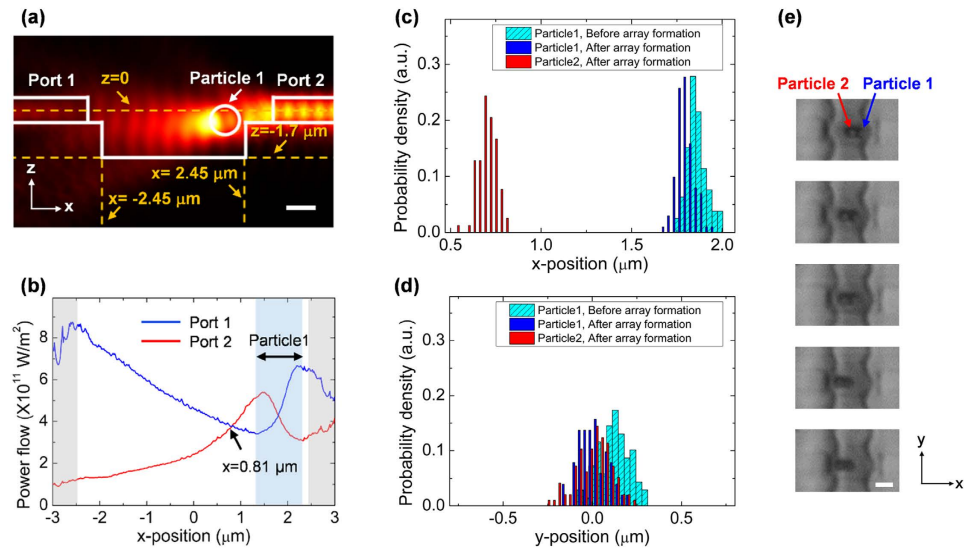 (a)
Port 1
z=0
Particle 1
Port 2
z=-1.7 μm
x= 2.45 μm
x= -2.45 μm
z
x
(b)
Power flow (X10¹¹ W/m²)
10
8
6
4
2
0
Port 1
Port 2
Particle1
x=0.81 μm
-3 -2 -1 0 1 2 3
x-position (μm)
(c)
Probability density (a.u.)
0.3
0.2
0.1
0.0
Particle1, Before array formation
Particle1, After array formation
Particle2, After array formation
0.5 1.0 1.5 2.0
x-position (μm)
(d)
Probability density (a.u.)
0.3
0.2
0.1
0.0
Particle1, Before array formation
Particle1, After array formation
Particle2, After array formation
-0.5 0.0 0.5
y-position (μm)
(e)
Particle 2 Particle 1
y
x